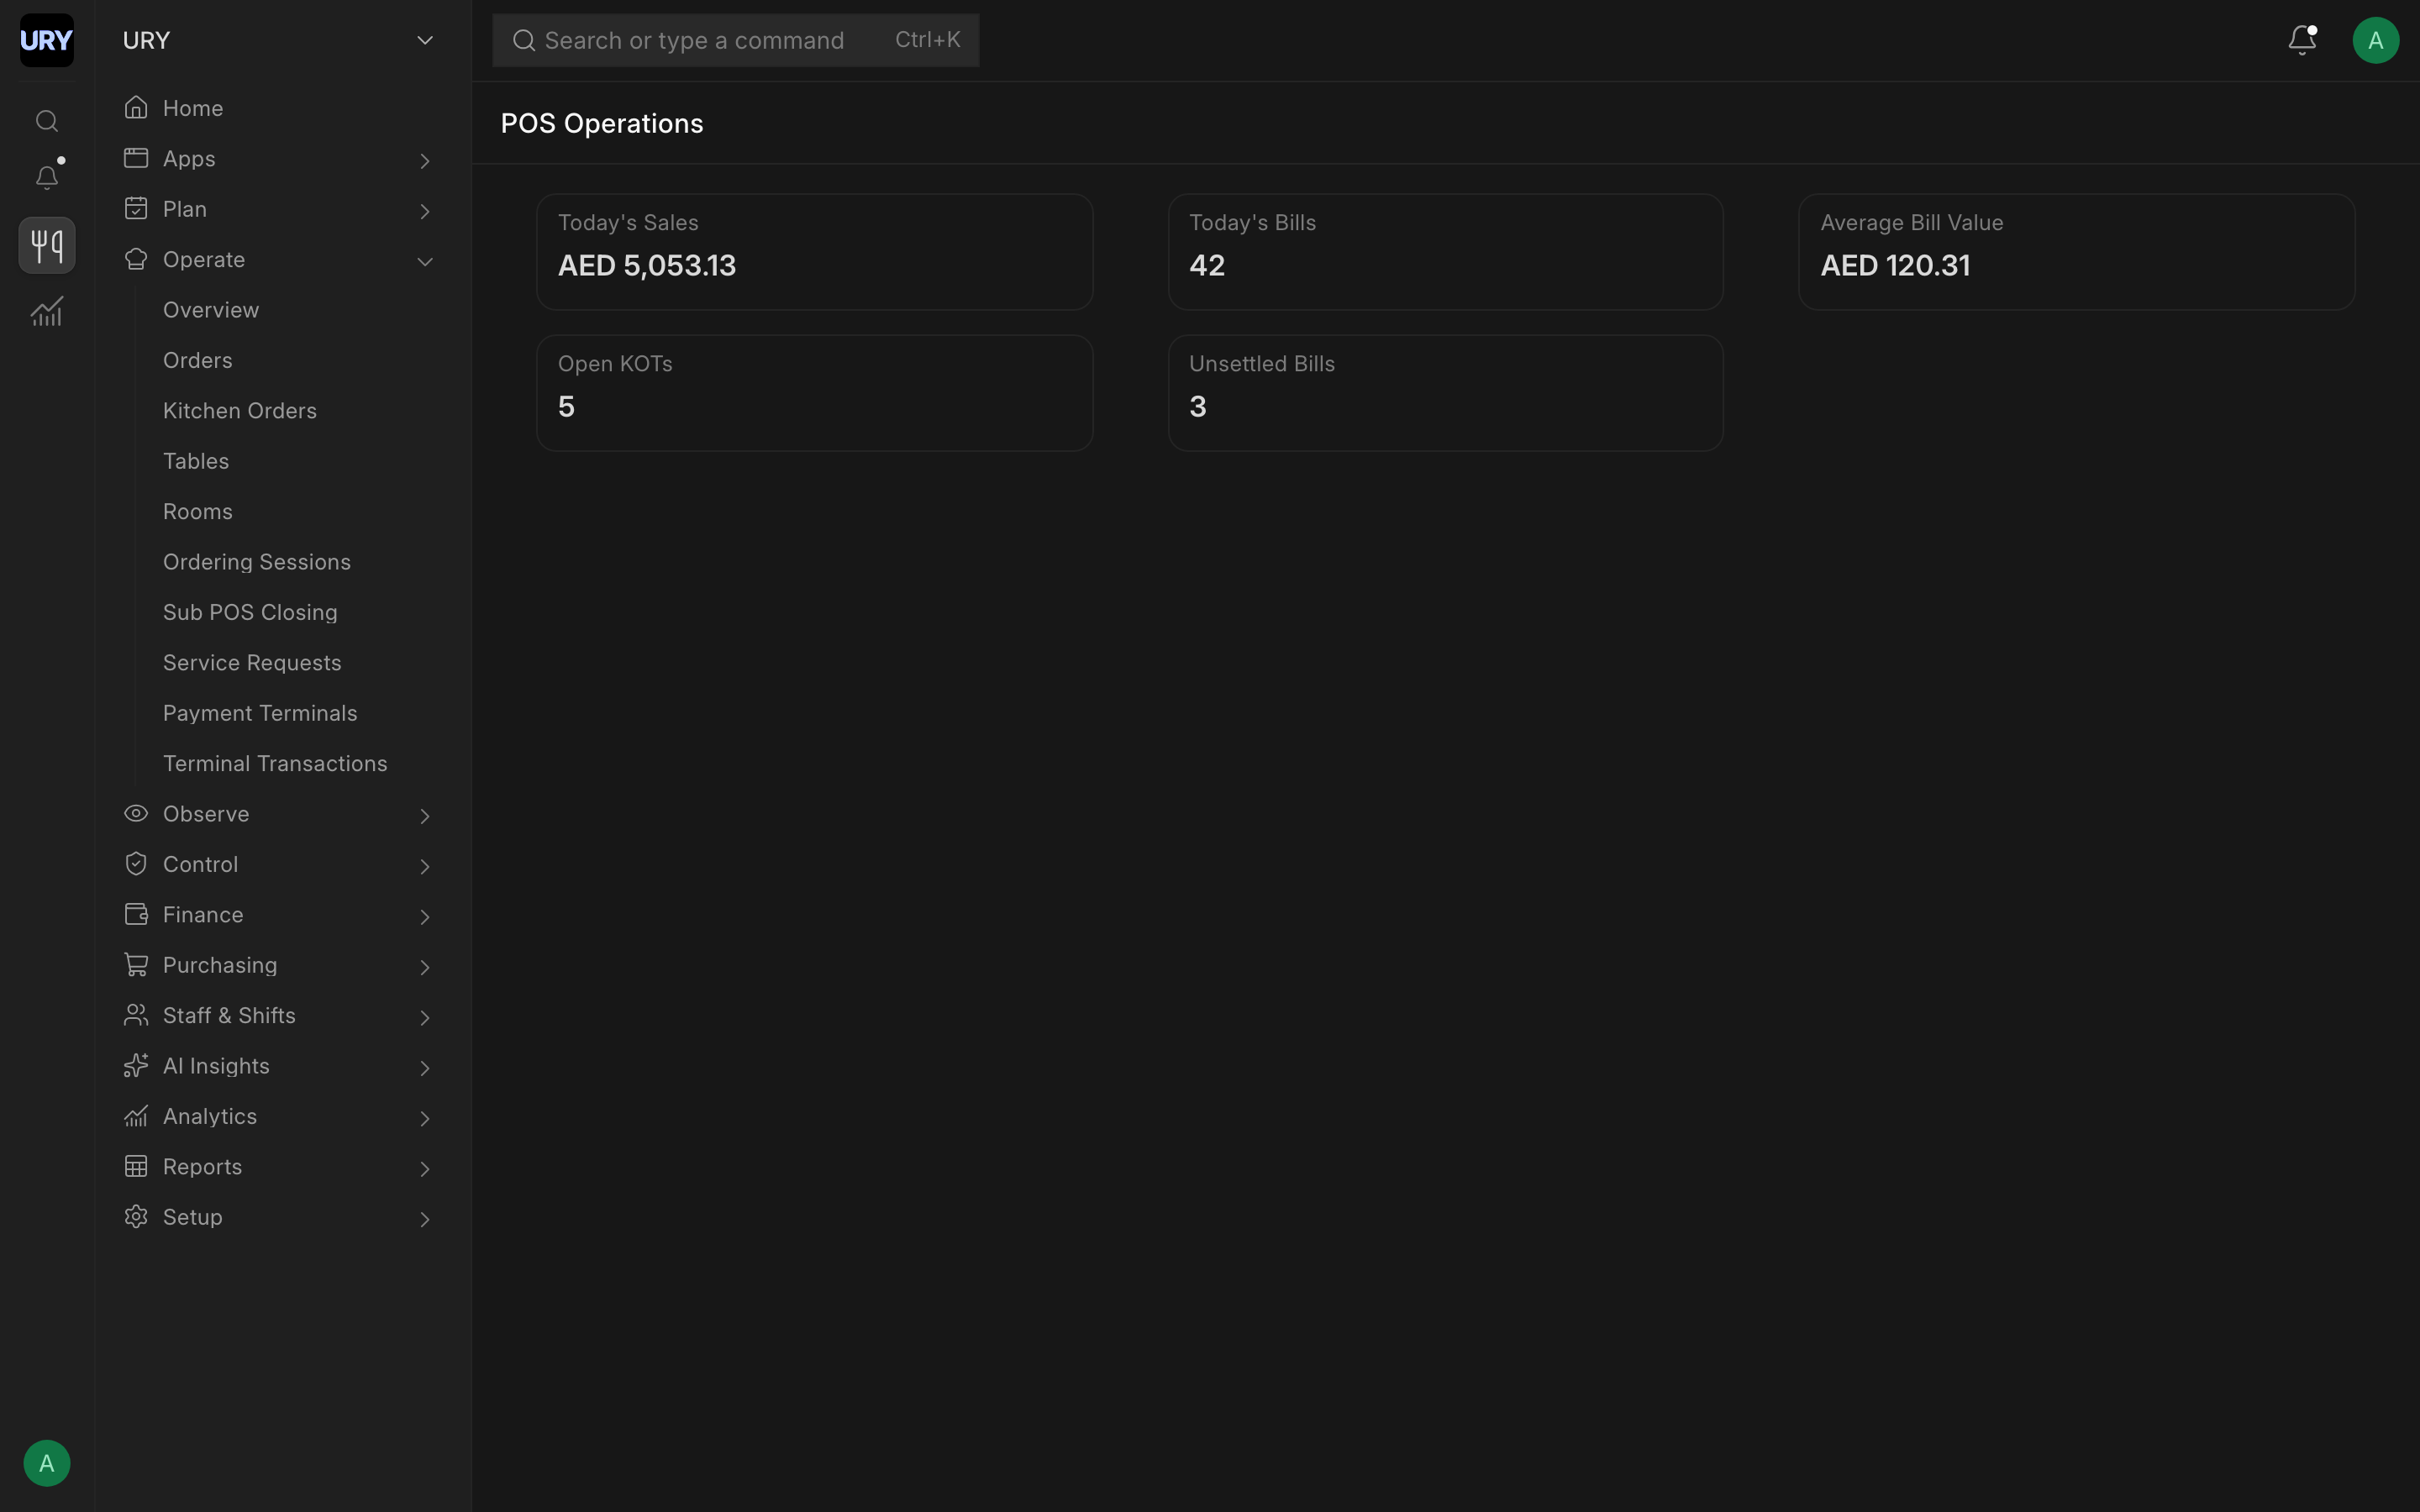 URY
URY
Search or type a command
Ctrl+K
A
Home
Apps
Plan
Operate
Overview
Orders
Kitchen Orders
Tables
Rooms
Ordering Sessions
Sub POS Closing
Service Requests
Payment Terminals
Terminal Transactions
Observe
Control
Finance
Purchasing
Staff & Shifts
AI Insights
Analytics
Reports
Setup
A
POS Operations
Today's Sales
AED 5,053.13
Today's Bills
42
Average Bill Value
AED 120.31
Open KOTs
5
Unsettled Bills
3